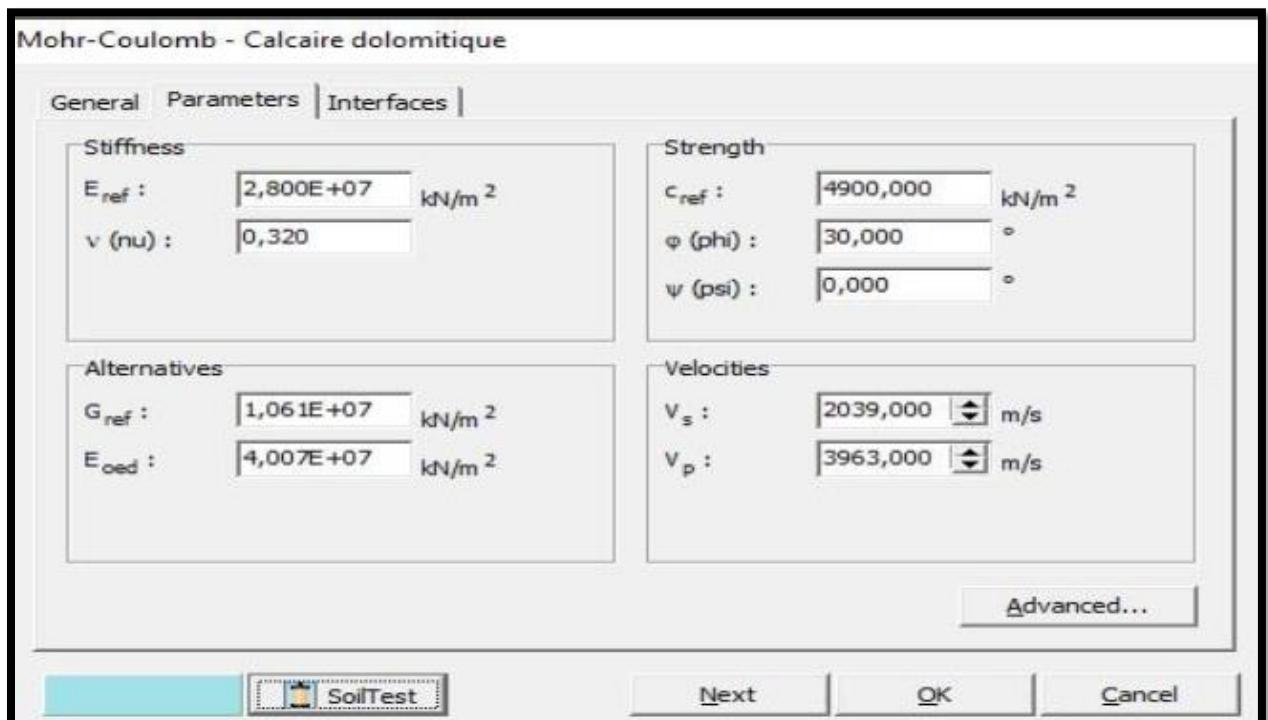 Mohr-Coulomb - Calcaire dolomitique
General Parameters Interfaces
Stiffness
E ref : 2,800E+07 kN/m 2
ν (nu) : 0,320
Strength
c ref : 4900,000 kN/m 2
φ (phi) : 30,000 °
ψ (psi) : 0,000 °
Alternatives
G ref : 1,061E+07 kN/m 2
E oed : 4,007E+07 kN/m 2
Velocities
V s : 2039,000 m/s
V p : 3963,000 m/s
Advanced...
SoilTest Next OK Cancel